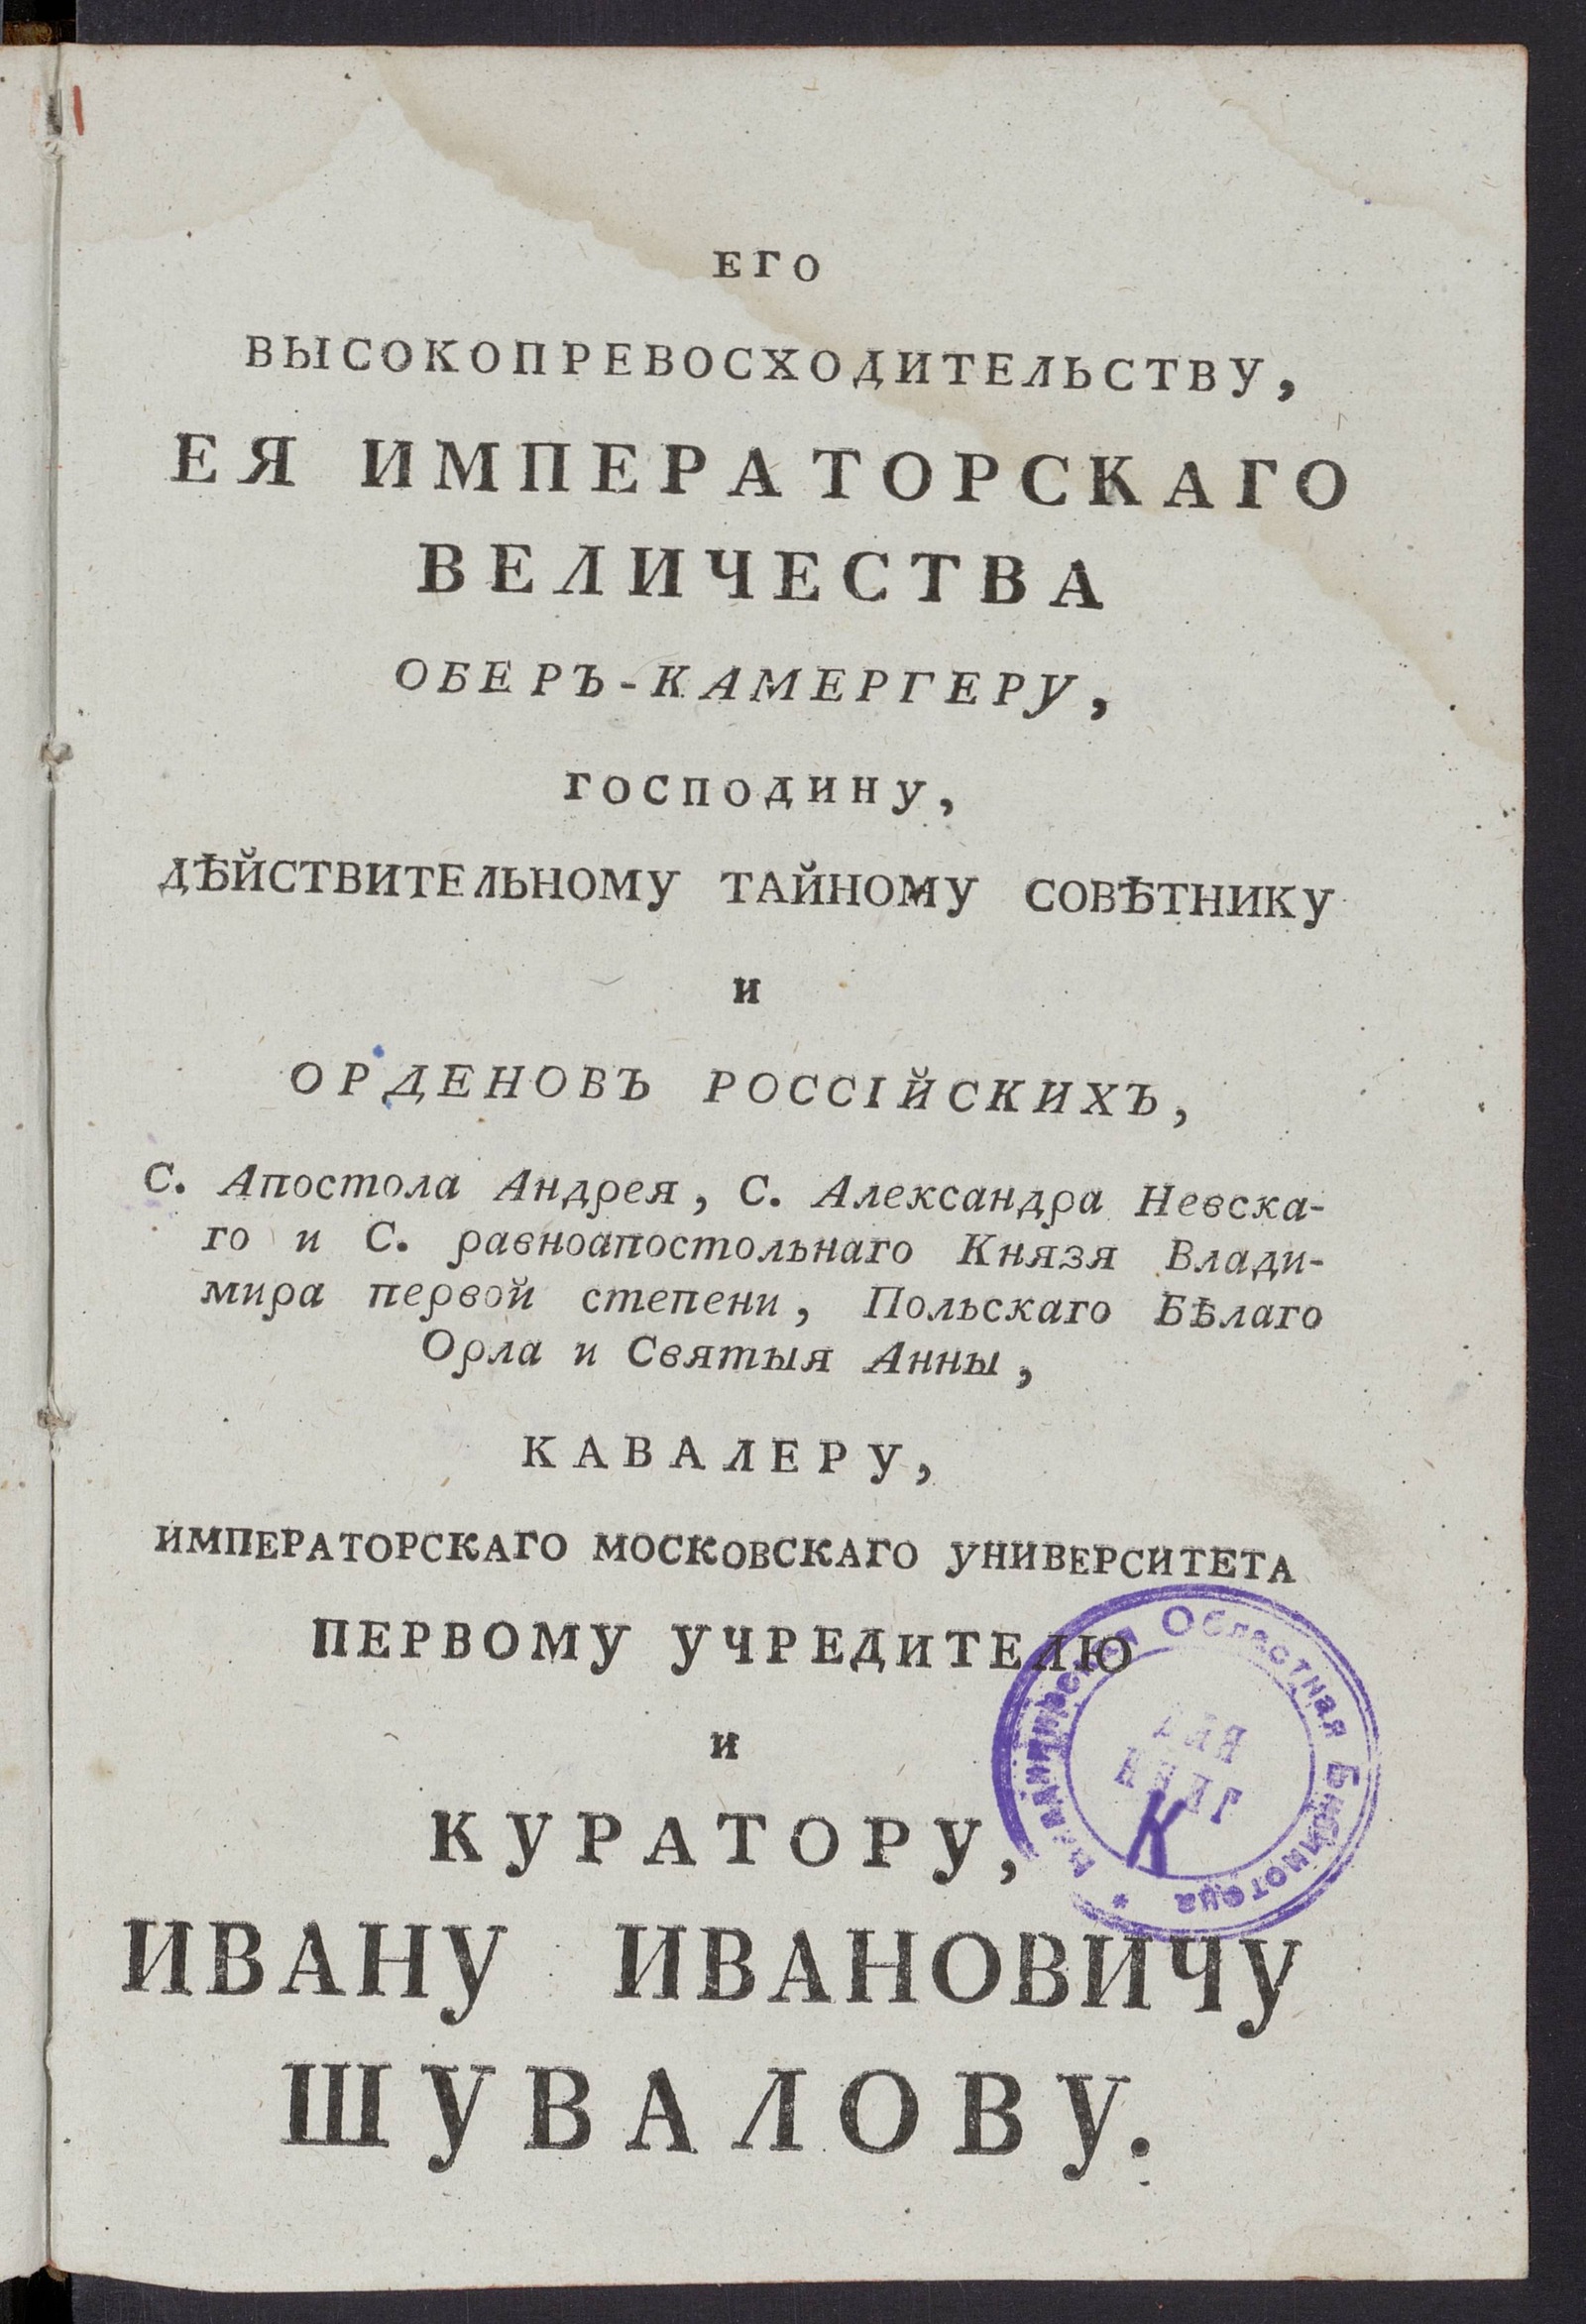 ЕГО
ВЫСОКОПРЕВОСХОДИТЕЛЬСТВУ,
ЕЯ ИМПЕРАТОРСКАГО
ВЕЛИЧЕСТВА
ОБЕРЪ-КАМЕРГЕРУ,
ГОСПОДИНУ,
ДѢЙСТВИТЕЛЬНОМУ ТАЙНОМУ СОВѢТНИКУ
И
ОРДЕНОВЪ РОССІЙСКИХЪ,
С. Апостола Андрея, С. Александра Невска-
го и С. равноапостольнаго Князя Влади-
мира первой степени, Польскаго Бѣлаго
Орла и Святыя Анны,
КАВАЛЕРУ,
ИМПЕРАТОРСКАГО МОСКОВСКАГО УНИВЕРСИТЕТА
ПЕРВОМУ УЧРЕДИТЕЛЮ
И
КУРАТОРУ,
ИВАНУ ИВАНОВИЧУ
ШУВАЛОВУ.
Областная Библиотека
К